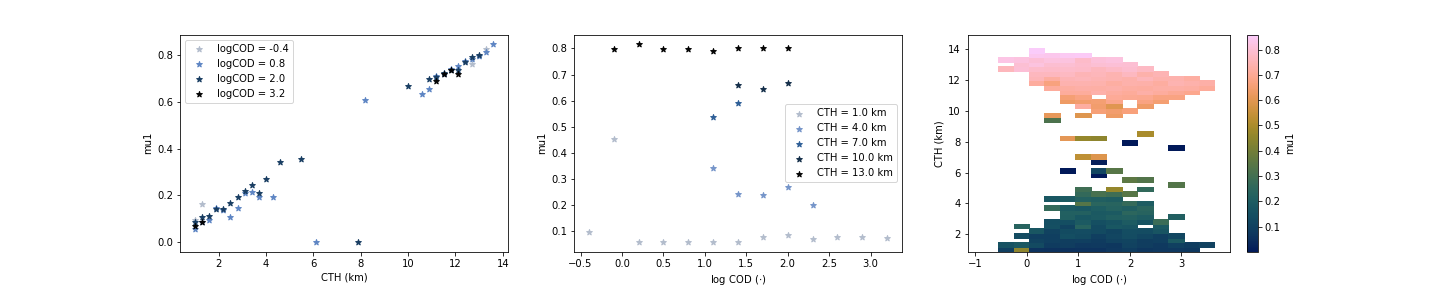 logCOD = -0.4
logCOD = 0.8
logCOD = 2.0
logCOD = 3.2
0.8
0.6
0.4
0.2
0.0
mu1
2 4 6 8 10 12 14
CTH (km)
0.8
0.7
0.6
0.5
0.4
0.3
0.2
0.1
mu1
CTH = 1.0 km
CTH = 4.0 km
CTH = 7.0 km
CTH = 10.0 km
CTH = 13.0 km
−0.5 0.0 0.5 1.0 1.5 2.0 2.5 3.0
log COD (·)
14
12
10
8
6
4
2
CTH (km)
−1 0 1 2 3
log COD (·)
0.8
0.7
0.6
0.5
0.4
0.3
0.2
0.1
mu1